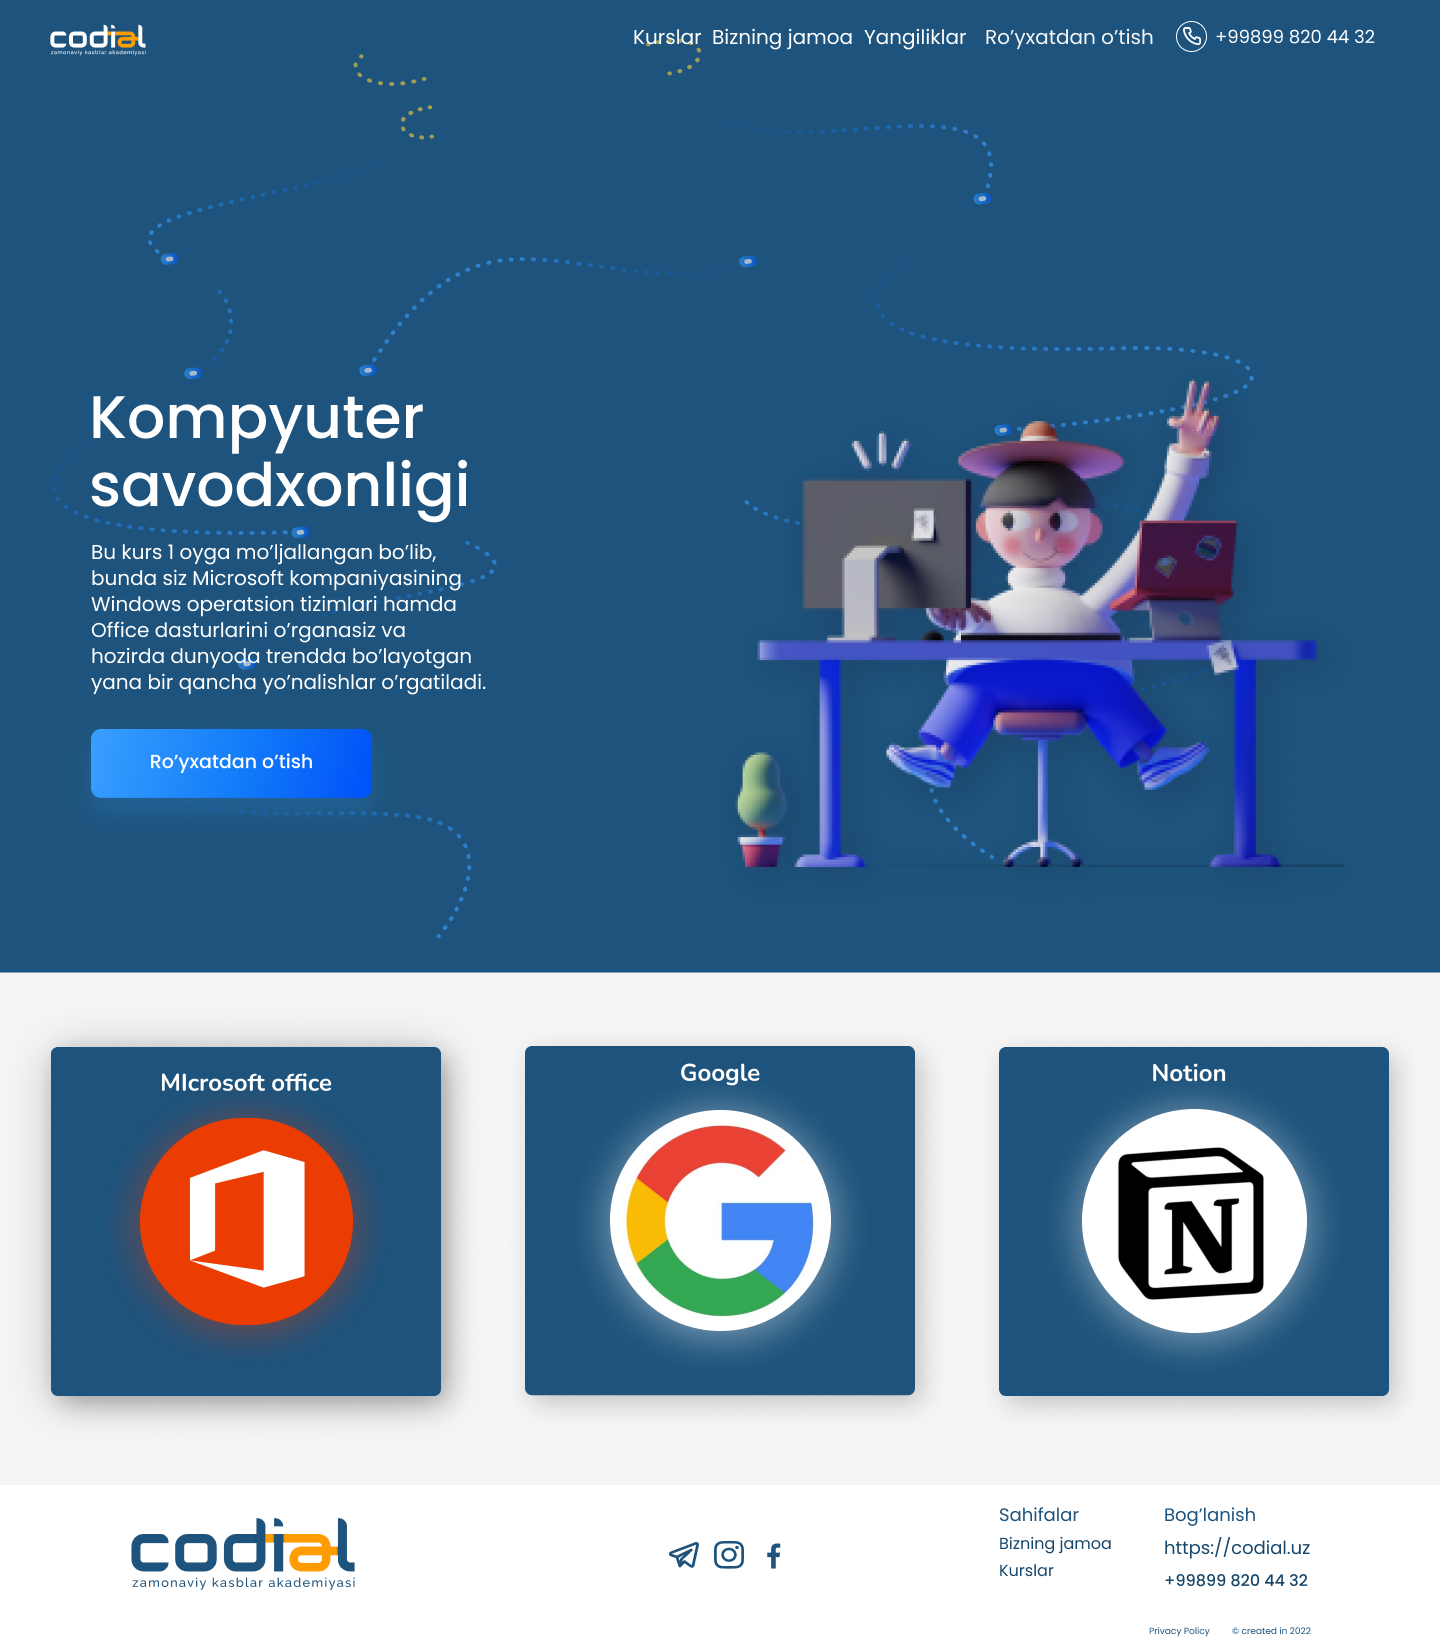 codial
zamonaviy kasblar akademiyasi
Kurslar Bizning jamoa Yangiliklar Ro’yxatdan o’tish +99899 820 44 32
Kompyuter
savodxonligi
Bu kurs 1 oyga mo’ljallangan bo’lib,
bunda siz Microsoft kompaniyasining
Windows operatsion tizimlari hamda
Office dasturlarini o’rganasiz va
hozirda dunyoda trendda bo’layotgan
yana bir qancha yo’nalishlar o’rgatiladi.
Ro’yxatdan o’tish
MIcrosoft office
Google
Notion
G
N
codial
zamonaviy kasblar akademiyasi
Sahifalar
Bizning jamoa
Kurslar
Bog’lanish
https://codial.uz
+99899 820 44 32
Privacy Policy © created in 2022